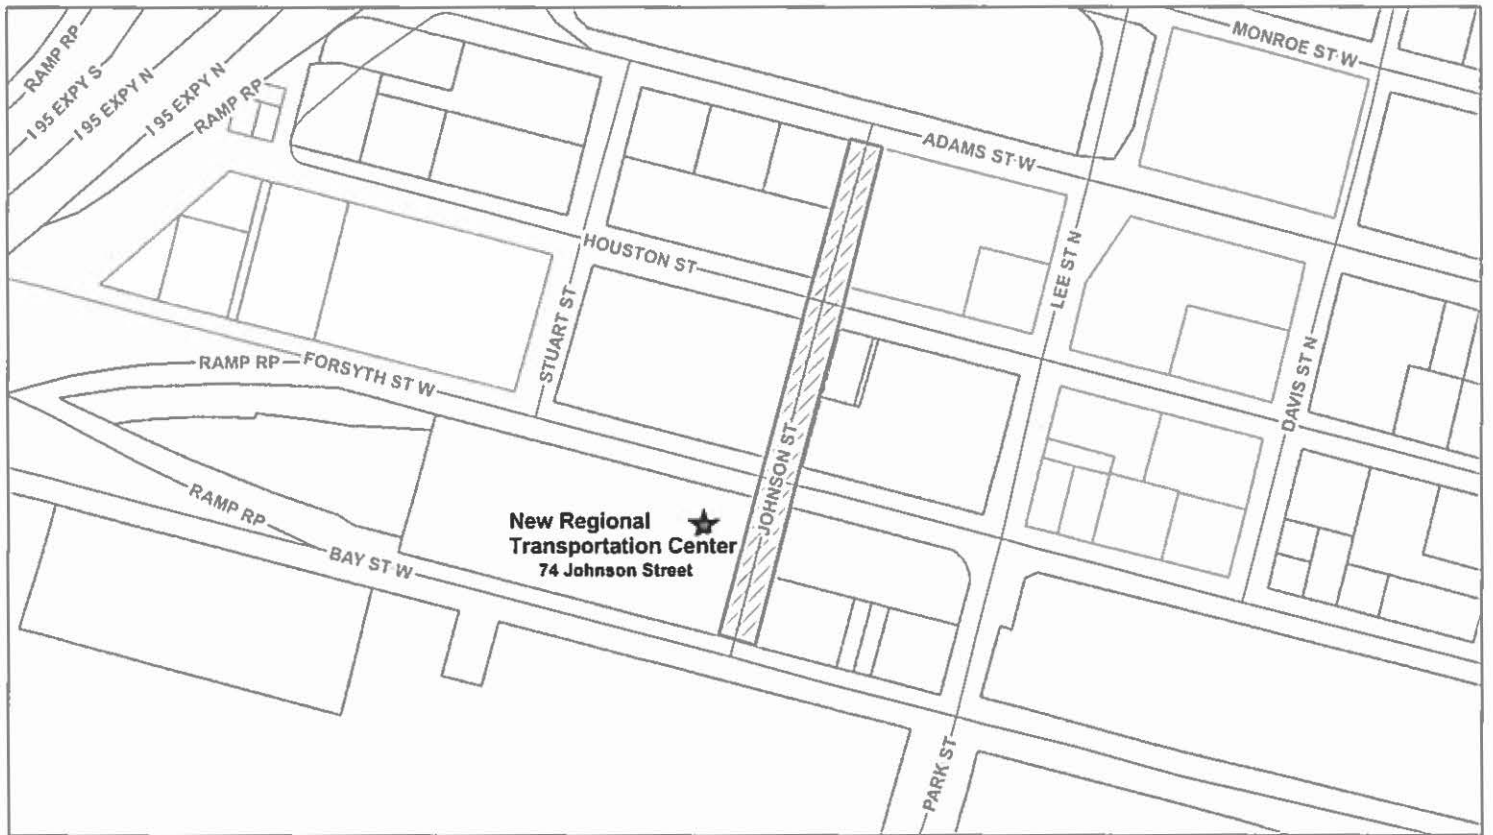 RAMP RP
I 95 EXPY S
I 95 EXPY N
I 95 EXPY N
RAMP RP
MONROE ST W
ADAMS ST W
HOUSTON ST
LEE ST N
STUART ST
RAMP RP
FORSYTH ST W
DAVIS ST N
JOHNSON ST
RAMP RP
New Regional
Transportation Center
74 Johnson Street
BAY ST W
PARK ST